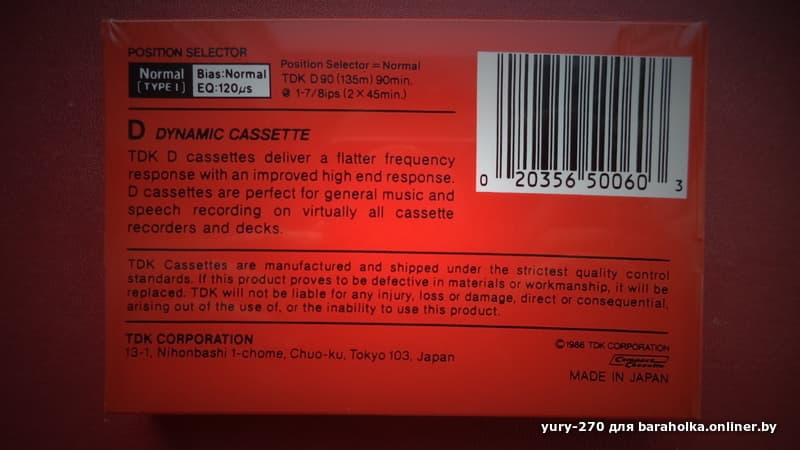 POSITION SELECTOR
Normal
[TYPE I]
Bias:Normal
EQ:120μs
Position Selector = Normal
TDK D90 (135m) 90min.
@ 1-7/8ips (2×45min.)
D DYNAMIC CASSETTE
TDK D cassettes deliver a flatter frequency
response with an improved high end response.
D cassettes are perfect for general music and
speech recording on virtually all cassette
recorders and decks.
0 20356 50060 3
TDK Cassettes are manufactured and shipped under the strictest quality control
standards. If this product proves to be defective in materials or workmanship, it will be
replaced. TDK will not be liable for any injury, loss or damage, direct or consequential,
arising out of the use of, or the inability to use this product.
TDK CORPORATION
13-1, Nihonbashi 1-chome, Chuo-ku, Tokyo 103, Japan
©1986 TDK CORPORATION
Compact Cassette
MADE IN JAPAN
yury-270 для baraholka.onliner.by